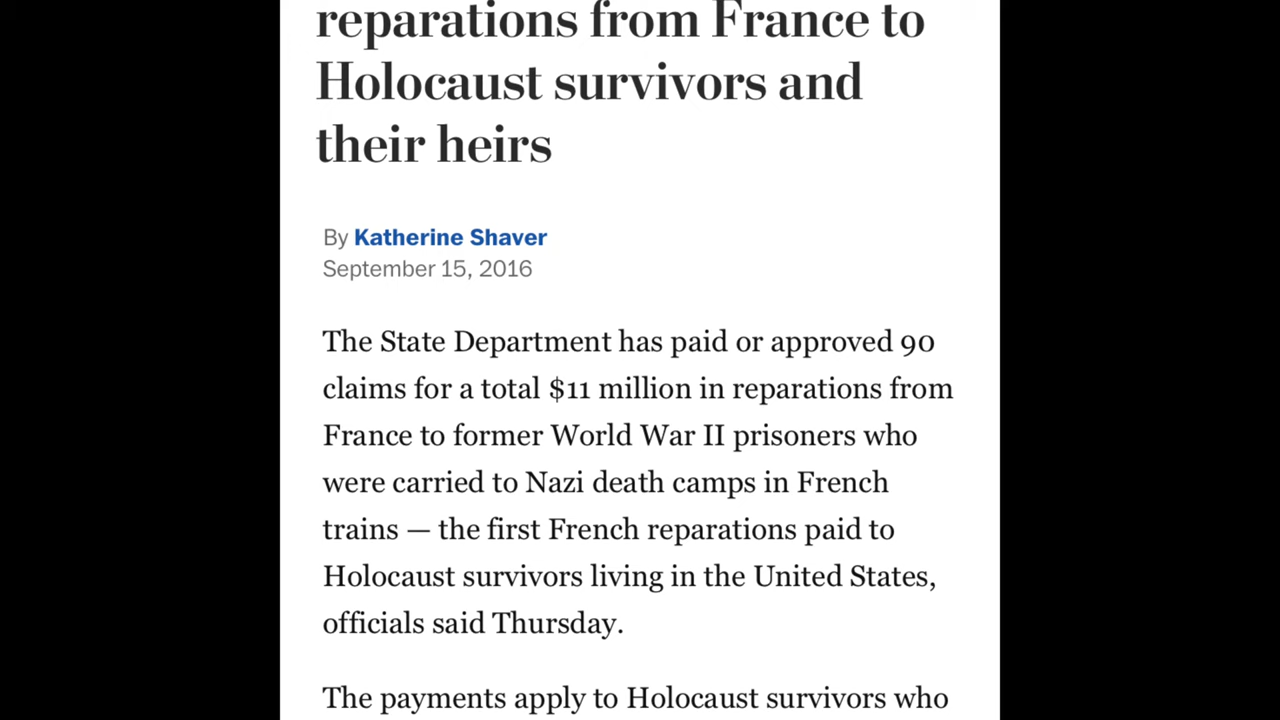 reparations from France to
Holocaust survivors and
their heirs
By Katherine Shaver
September 15, 2016
The State Department has paid or approved 90
claims for a total $11 million in reparations from
France to former World War II prisoners who
were carried to Nazi death camps in French
trains — the first French reparations paid to
Holocaust survivors living in the United States,
officials said Thursday.
The payments apply to Holocaust survivors who